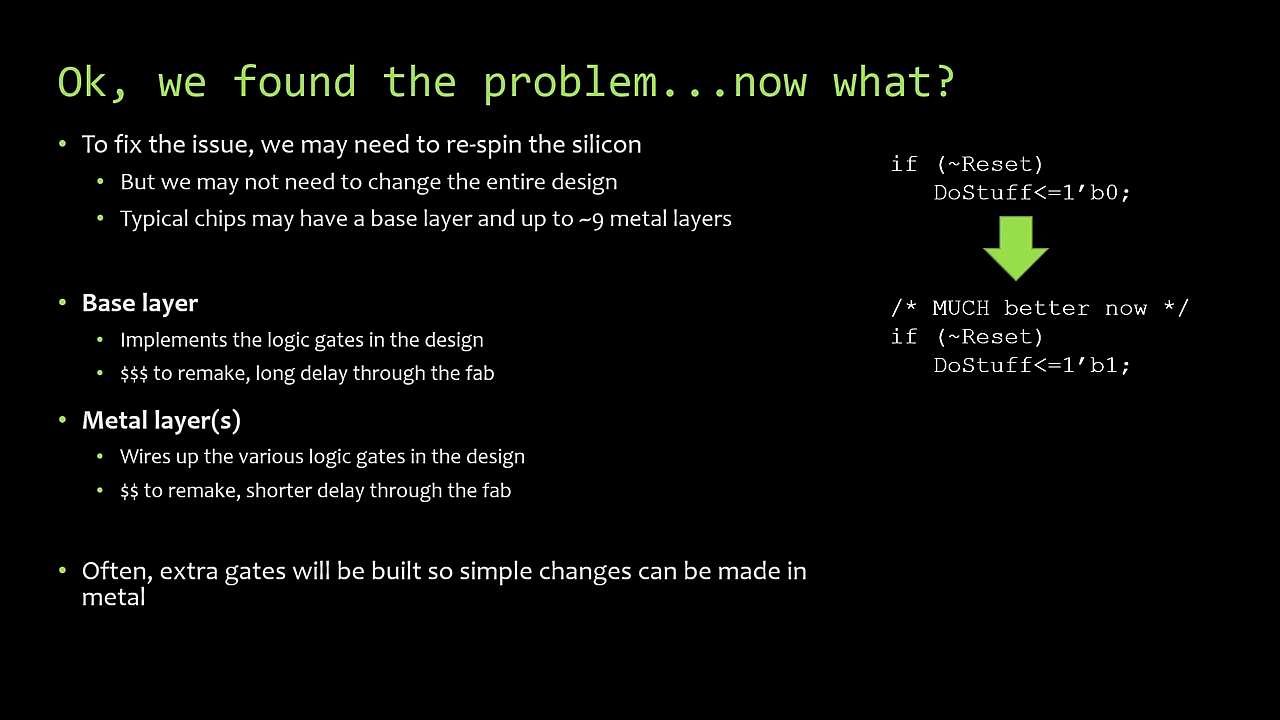 Ok, we found the problem...now what?
• To fix the issue, we may need to re-spin the silicon
• But we may not need to change the entire design
• Typical chips may have a base layer and up to ~9 metal layers
• Base layer
• Implements the logic gates in the design
• $$$ to remake, long delay through the fab
• Metal layer(s)
• Wires up the various logic gates in the design
• $$ to remake, shorter delay through the fab
• Often, extra gates will be built so simple changes can be made in
metal
if (~Reset)
DoStuff<=1’b0;
/* MUCH better now */
if (~Reset)
DoStuff<=1’b1;